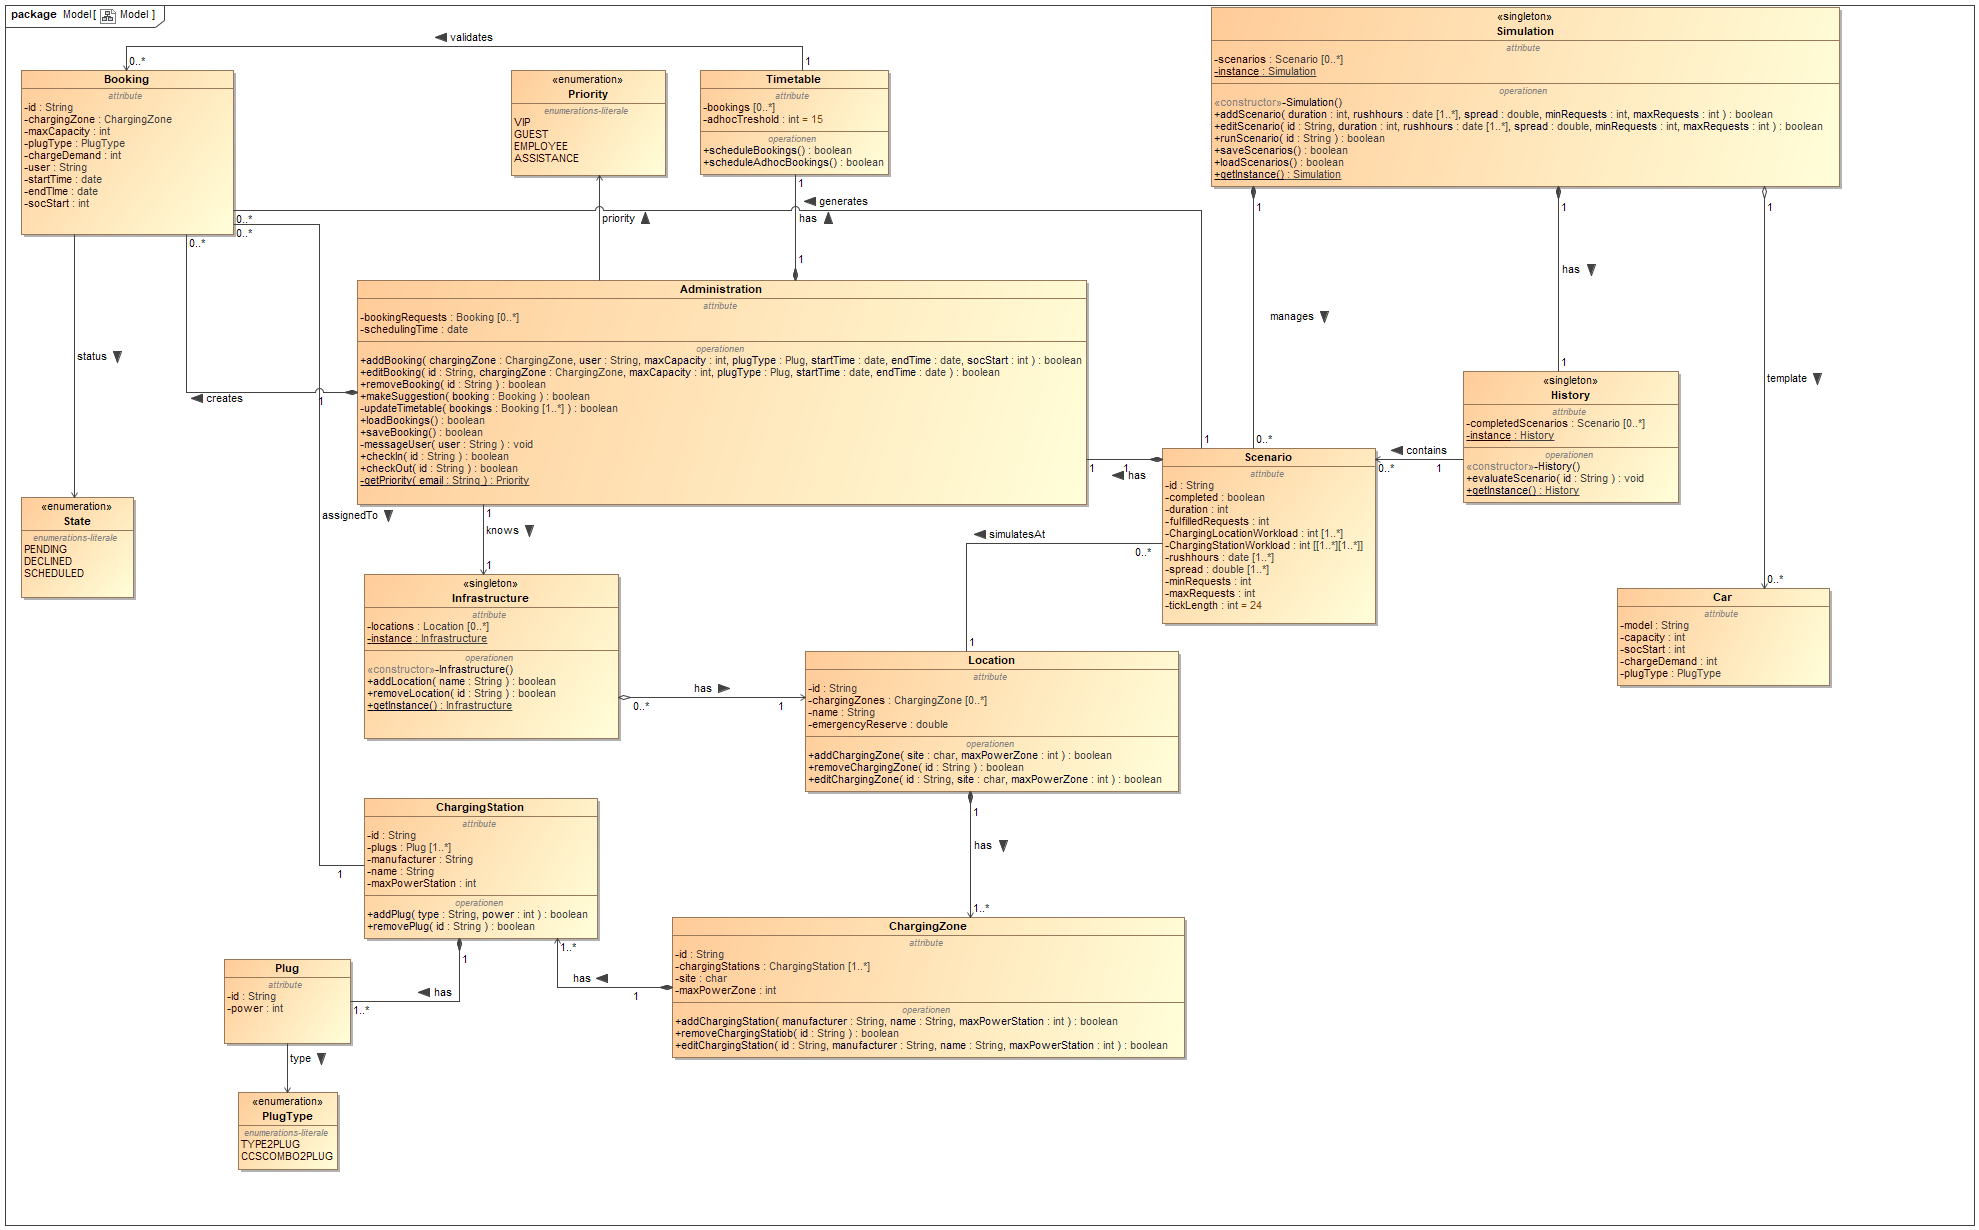 package Model [ Model ]
validates
0..*
1
Booking
attribute
-id : String
-chargingZone : ChargingZone
-maxCapacity : int
-plugType : PlugType
-chargeDemand : int
-user : String
-startTime : date
-endTIme : date
-socStart : int
«enumeration»
Priority
enumerations-literale
VIP
GUEST
EMPLOYEE
ASSISTANCE
Timetable
attribute
-bookings [0..*]
-adhocTreshold : int = 15
operationen
+scheduleBookings() : boolean
+scheduleAdhocBookings() : boolean
«singleton»
Simulation
attribute
-scenarios : Scenario [0..*]
-instance : Simulation
operationen
«constructor»-Simulation()
+addScenario( duration : int, rushhours : date [1..*], spread : double, minRequests : int, maxRequests : int ) : boolean
+editScenario( id : String, duration : int, rushhours : date [1..*], spread : double, minRequests : int, maxRequests : int ) : boolean
+runScenario( id : String ) : boolean
+saveScenarios() : boolean
+loadScenarios() : boolean
+getInstance() : Simulation
1
generates
0..*
priority
has
0..*
0..*
1
1
1
1
has
manages
status
template
Administration
attribute
-bookingRequests : Booking [0..*]
-schedulingTime : date
operationen
+addBooking( chargingZone : ChargingZone, user : String, maxCapacity : int, plugType : Plug, startTime : date, endTime : date, socStart : int ) : boolean
+editBooking( id : String, chargingZone : ChargingZone, maxCapacity : int, plugType : Plug, startTime : date, endTime : date ) : boolean
+removeBooking( id : String ) : boolean
+makeSuggestion( booking : Booking ) : boolean
-updateTimetable( bookings : Booking [1..*] ) : boolean
+loadBookings() : boolean
+saveBooking() : boolean
-messageUser( user : String ) : void
+checkIn( id : String ) : boolean
+checkOut( id : String ) : boolean
-getPriority( email : String ) : Priority
creates
1
1
«singleton»
History
attribute
-completedScenarios : Scenario [0..*]
-instance : History
operationen
«constructor»-History()
+evaluateScenario( id : String ) : void
+getInstance() : History
1
0..*
contains
0..*
1
1
1
has
Scenario
attribute
-id : String
-completed : boolean
-duration : int
-fulfilledRequests : int
-ChargingLocationWorkload : int [1..*]
-ChargingStationWorkload : int [[1..*][1..*]]
-rushhours : date [1..*]
-spread : double [1..*]
-minRequests : int
-maxRequests : int
-tickLength : int = 24
«enumeration»
State
enumerations-literale
PENDING
DECLINED
SCHEDULED
assignedTo
1
knows
1
simulatesAt
0..*
1
0..*
Car
attribute
-model : String
-capacity : int
-socStart : int
-chargeDemand : int
-plugType : PlugType
«singleton»
Infrastructure
attribute
-locations : Location [0..*]
-instance : Infrastructure
operationen
«constructor»-Infrastructure()
+addLocation( name : String ) : boolean
+removeLocation( id : String ) : boolean
+getInstance() : Infrastructure
has
0..*
1
Location
attribute
-id : String
-chargingZones : ChargingZone [0..*]
-name : String
-emergencyReserve : double
operationen
+addChargingZone( site : char, maxPowerZone : int ) : boolean
+removeChargingZone( id : String ) : boolean
+editChargingZone( id : String, site : char, maxPowerZone : int ) : boolean
1
has
1..*
ChargingStation
attribute
-id : String
-plugs : Plug [1..*]
-manufacturer : String
-name : String
-maxPowerStation : int
operationen
+addPlug( type : String, power : int ) : boolean
+removePlug( id : String ) : boolean
1
1..*
1
has
1
has
1..*
ChargingZone
attribute
-id : String
-chargingStations : ChargingStation [1..*]
-site : char
-maxPowerZone : int
operationen
+addChargingStation( manufacturer : String, name : String, maxPowerStation : int ) : boolean
+removeChargingStatiob( id : String ) : boolean
+editChargingStation( id : String, manufacturer : String, name : String, maxPowerStation : int ) : boolean
Plug
attribute
-id : String
-power : int
type
«enumeration»
PlugType
enumerations-literale
TYPE2PLUG
CCSCOMBO2PLUG